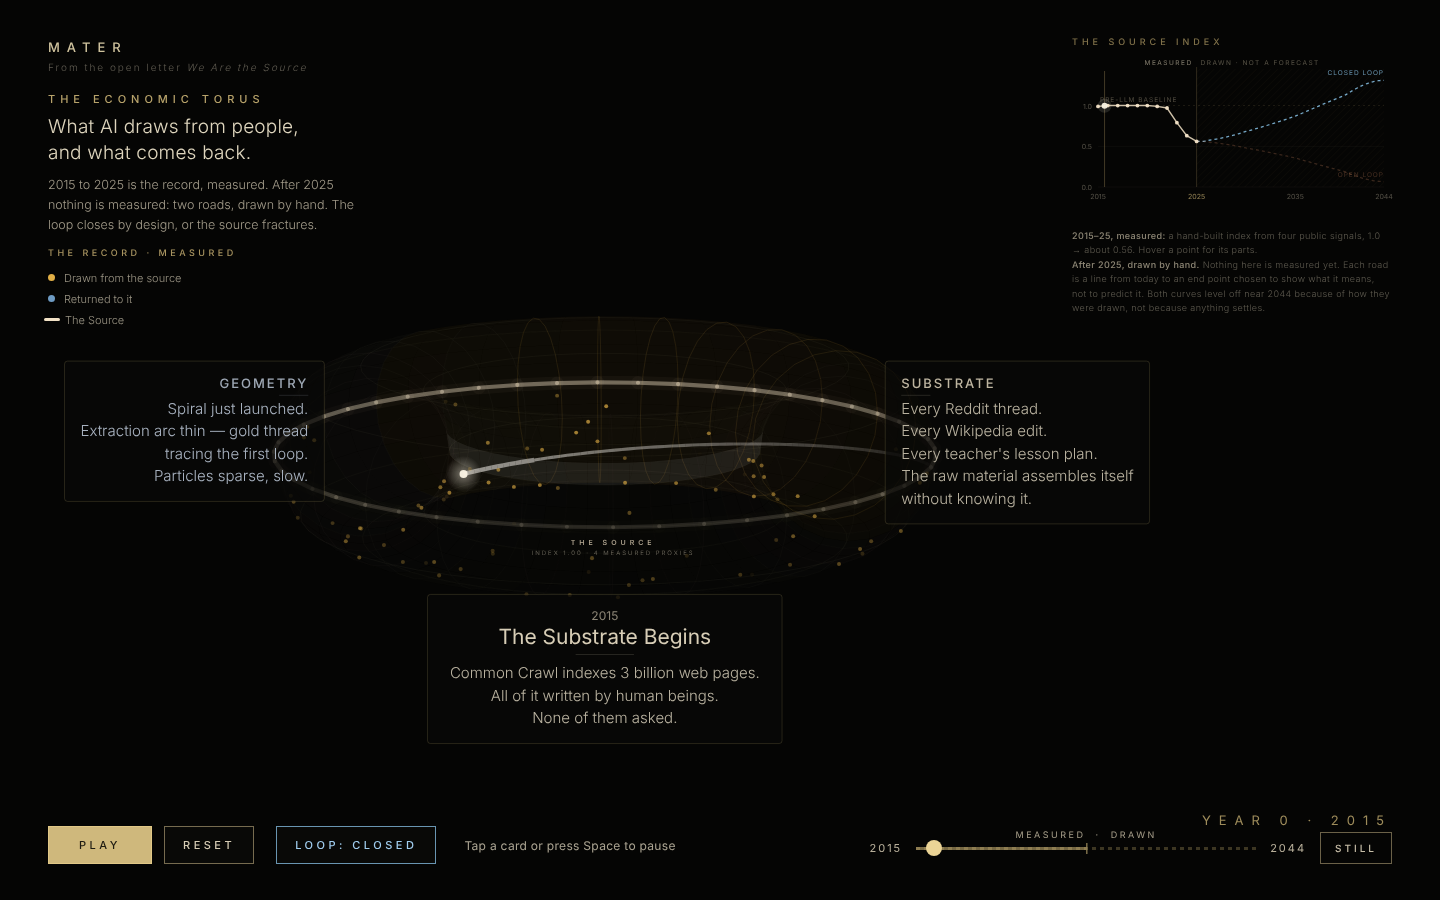 MATER
From the open letter We Are the Source
THE ECONOMIC TORUS
What AI draws from people,
and what comes back.
2015 to 2025 is the record, measured. After 2025
nothing is measured: two roads, drawn by hand. The
loop closes by design, or the source fractures.
THE RECORD · MEASURED
Drawn from the source
Returned to it
The Source
THE SOURCE INDEX
MEASURED DRAWN · NOT A FORECAST
CLOSED LOOP
PRE-LLM BASELINE
1.0
0.5
OPEN LOOP
0.0
2015 2025 2035 2044
2015–25, measured: a hand-built index from four public signals, 1.0
→ about 0.56. Hover a point for its parts.
After 2025, drawn by hand. Nothing here is measured yet. Each road
is a line from today to an end point chosen to show what it means,
not to predict it. Both curves level off near 2044 because of how they
were drawn, not because anything settles.
GEOMETRY
Spiral just launched.
Extraction arc thin — gold thread
tracing the first loop.
Particles sparse, slow.
SUBSTRATE
Every Reddit thread.
Every Wikipedia edit.
Every teacher's lesson plan.
The raw material assembles itself
without knowing it.
THE SOURCE
INDEX 1.00 · 4 MEASURED PROXIES
2015
The Substrate Begins
Common Crawl indexes 3 billion web pages.
All of it written by human beings.
None of them asked.
PLAY
RESET
LOOP: CLOSED
Tap a card or press Space to pause
YEAR 0 · 2015
MEASURED · DRAWN
2015
2044
STILL